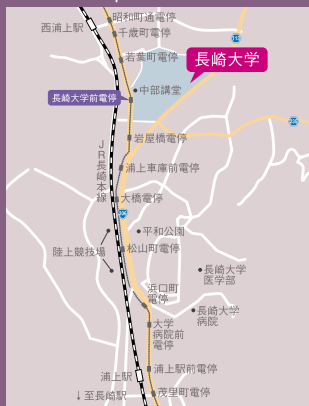 昭和町通電停
西浦上駅
千歳町電停
若葉町電停
長崎大学
中部講堂
長崎大学前電停
岩屋橋電停
JR長崎本線
浦上車庫前電停
大橋電停
206
平和公園
陸上競技場
松山町電停
長崎大学
医学部
浜口町
電停
長崎大学
病院
大学
病院前
電停
浦上駅前電停
浦上駅
↓至長崎駅
茂里町電停